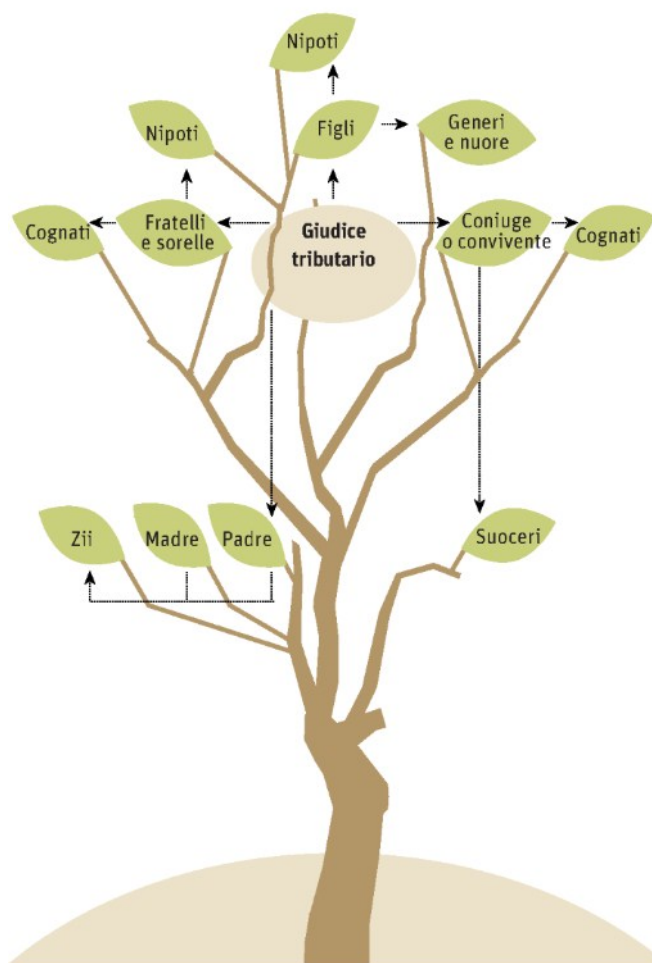 Nipoti
Nipoti
Figli
Generi
e nuore
Cognati
Fratelli
e sorelle
Giudice
tributario
Coniuge
o convivente
Cognati
Zii
Madre
Padre
Suoceri